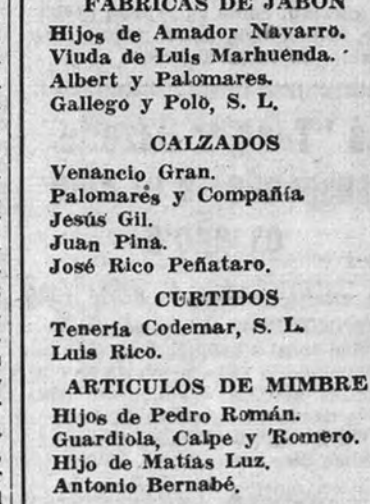 FABRICAS DE JABON
Hijos de Amador Navarro.
Viuda de Luis Marhuenda.
Albert y Palomares.
Gallego y Polo, S. L.
CALZADOS
Venancio Gran.
Palomares y Compañía
Jesús Gil.
Juan Piná.
José Rico Peñataro.
CURTIDOS
Tenería Codemar, S. L.
Luis Rico.
ARTICULOS DE MIMBRE
Hijos de Pedro Román.
Guardiola, Calpe y Romero.
Hijo de Matías Luz.
Antonio Bernabé.